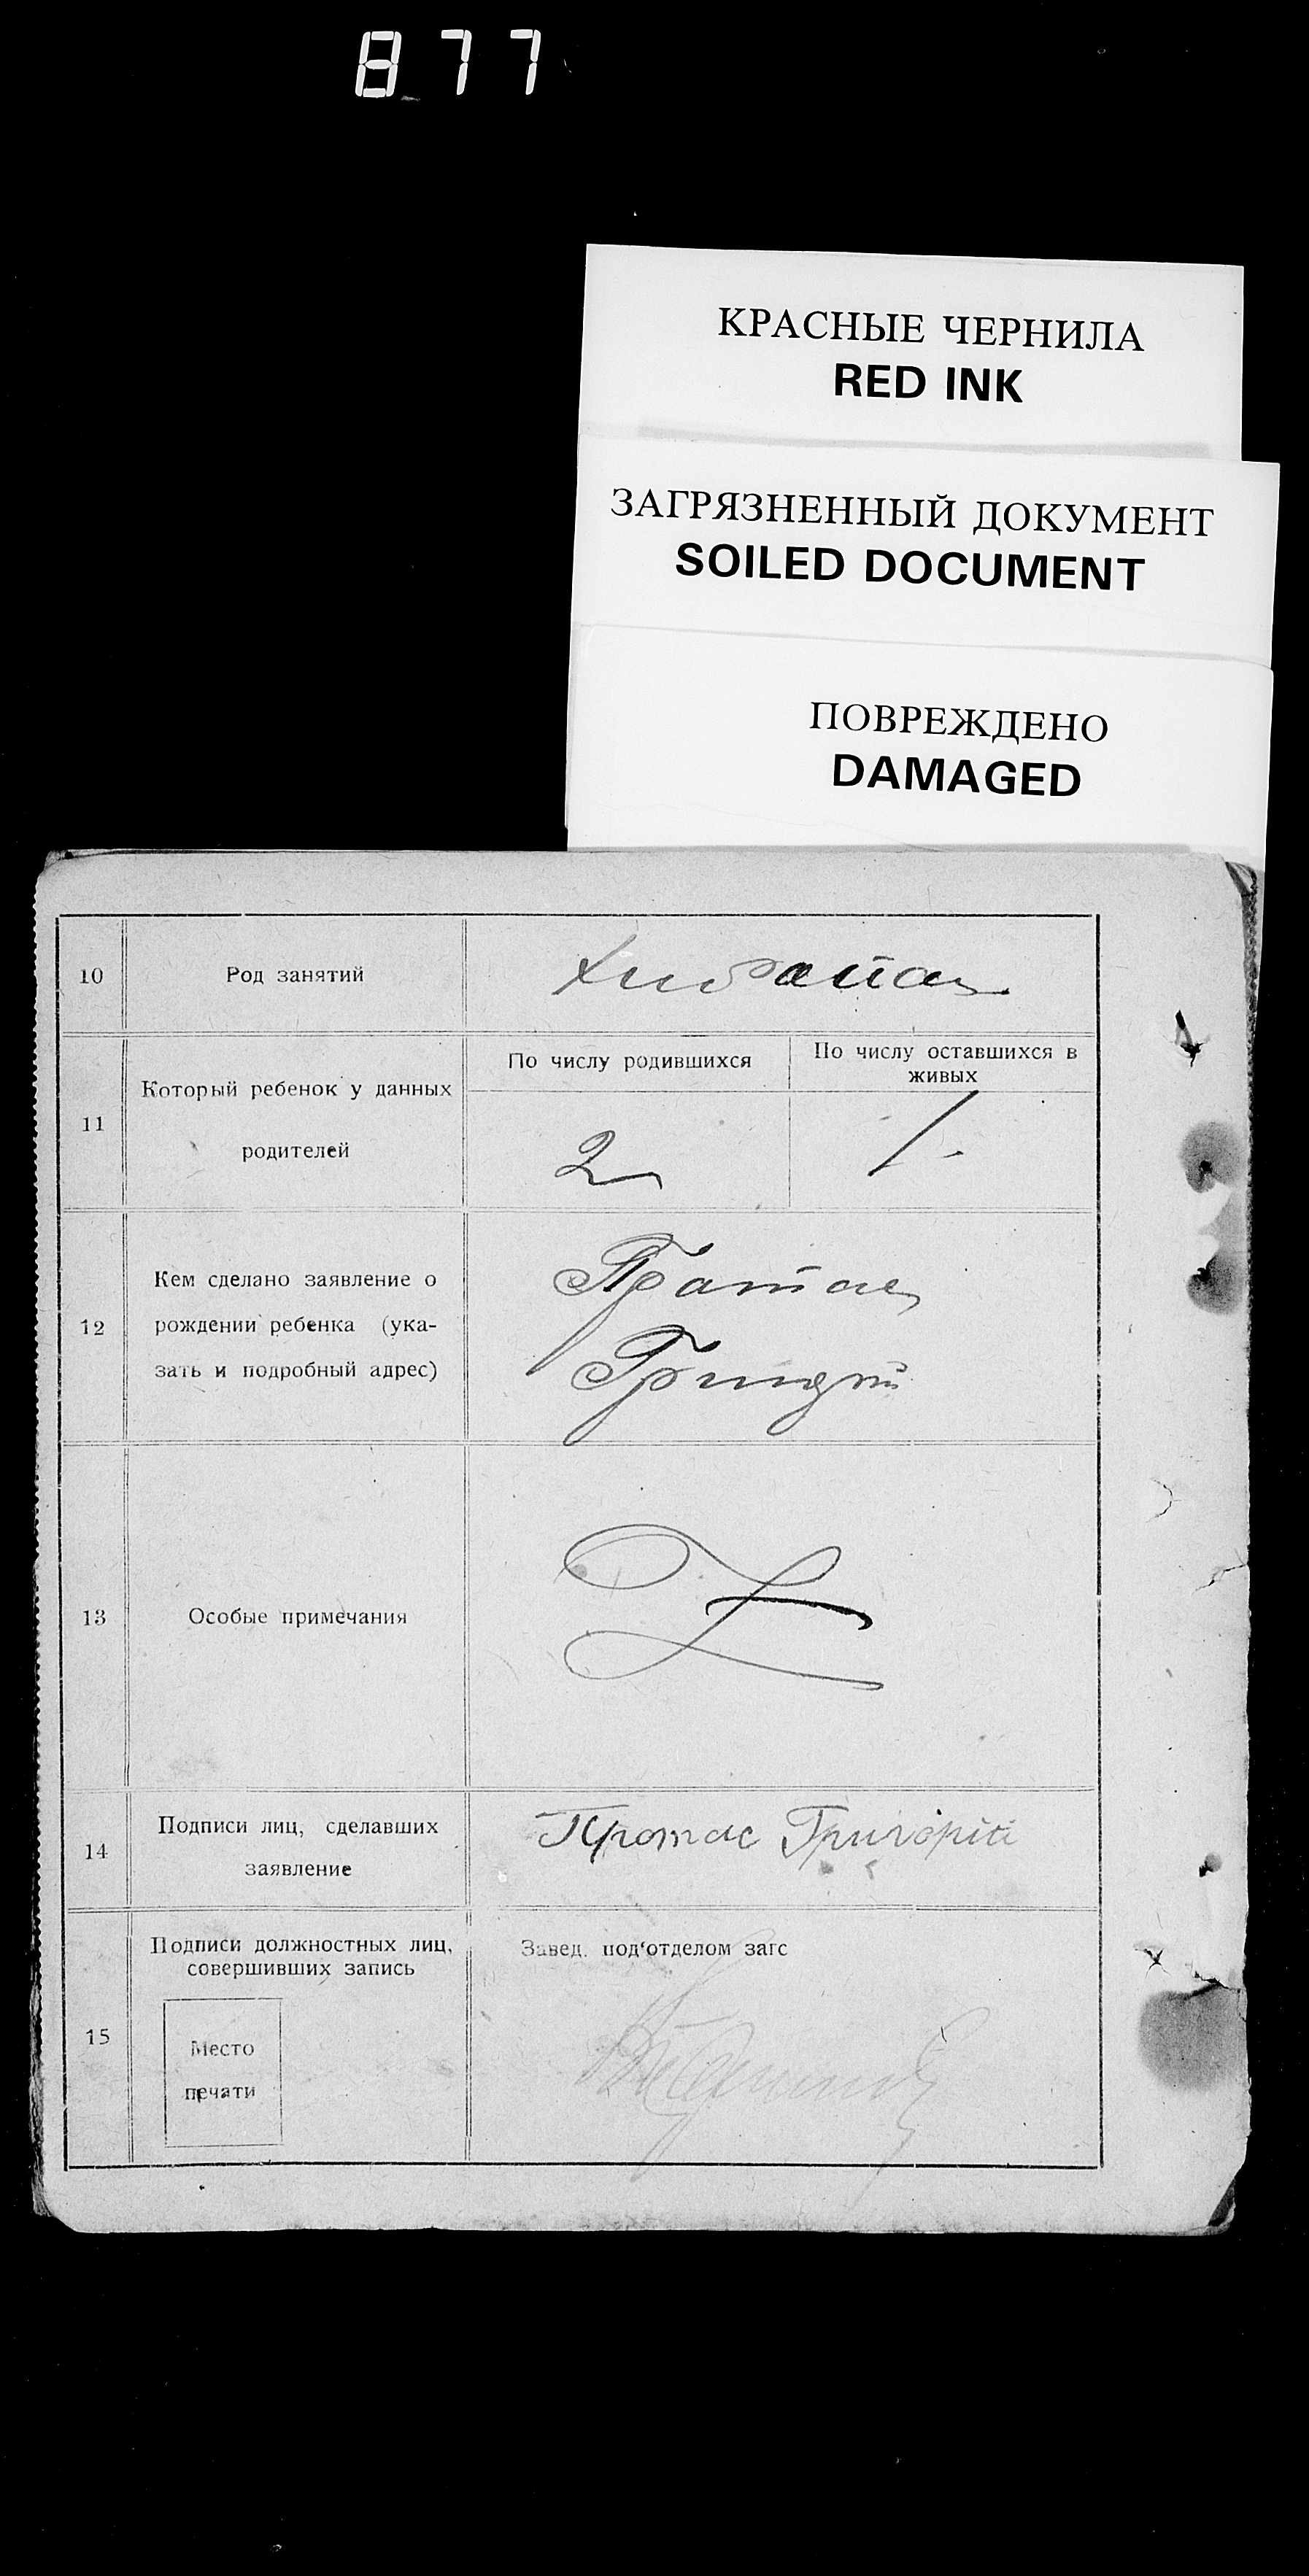 877
КРАСНЫЕ ЧЕРНИЛА
RED INK
ЗАГРЯЗНЕННЫЙ ДОКУМЕНТ
SOILED DOCUMENT
ПОВРЕЖДЕНО
DAMAGED
10
Род занятий
11
Который ребенок у данных
родителей
По числу родившихся
По числу оставшихся в
живых
2
1
12
Кем сделано заявление о
рождении ребенка (ука-
зать и подробный адрес)
13
Особые примечания
14
Подписи лиц, сделавших
заявление
Протас Григоріи
15
Подписи должностных лиц,
совершивших запись
Место
печати
Завед. под‘отделом загс